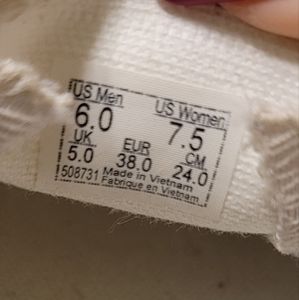 US Men US Women
6.0 7.5
UK EUR CM
5.0 38.0 24.0
508731 Made in Vietnam
Fabrique en Vietnam